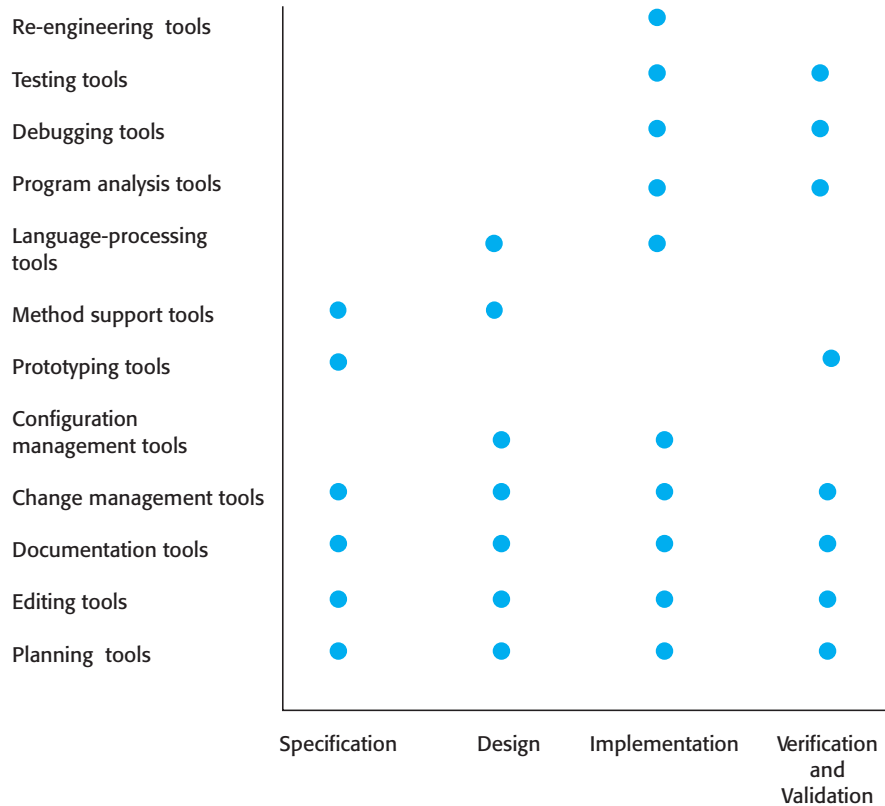 Re-engineering tools
Testing tools
Debugging tools
Program analysis tools
Language-processing
tools
Method support tools
Prototyping tools
Configuration
management tools
Change management tools
Documentation tools
Editing tools
Planning tools
Specification
Design
Implementation
Verification
and
Validation